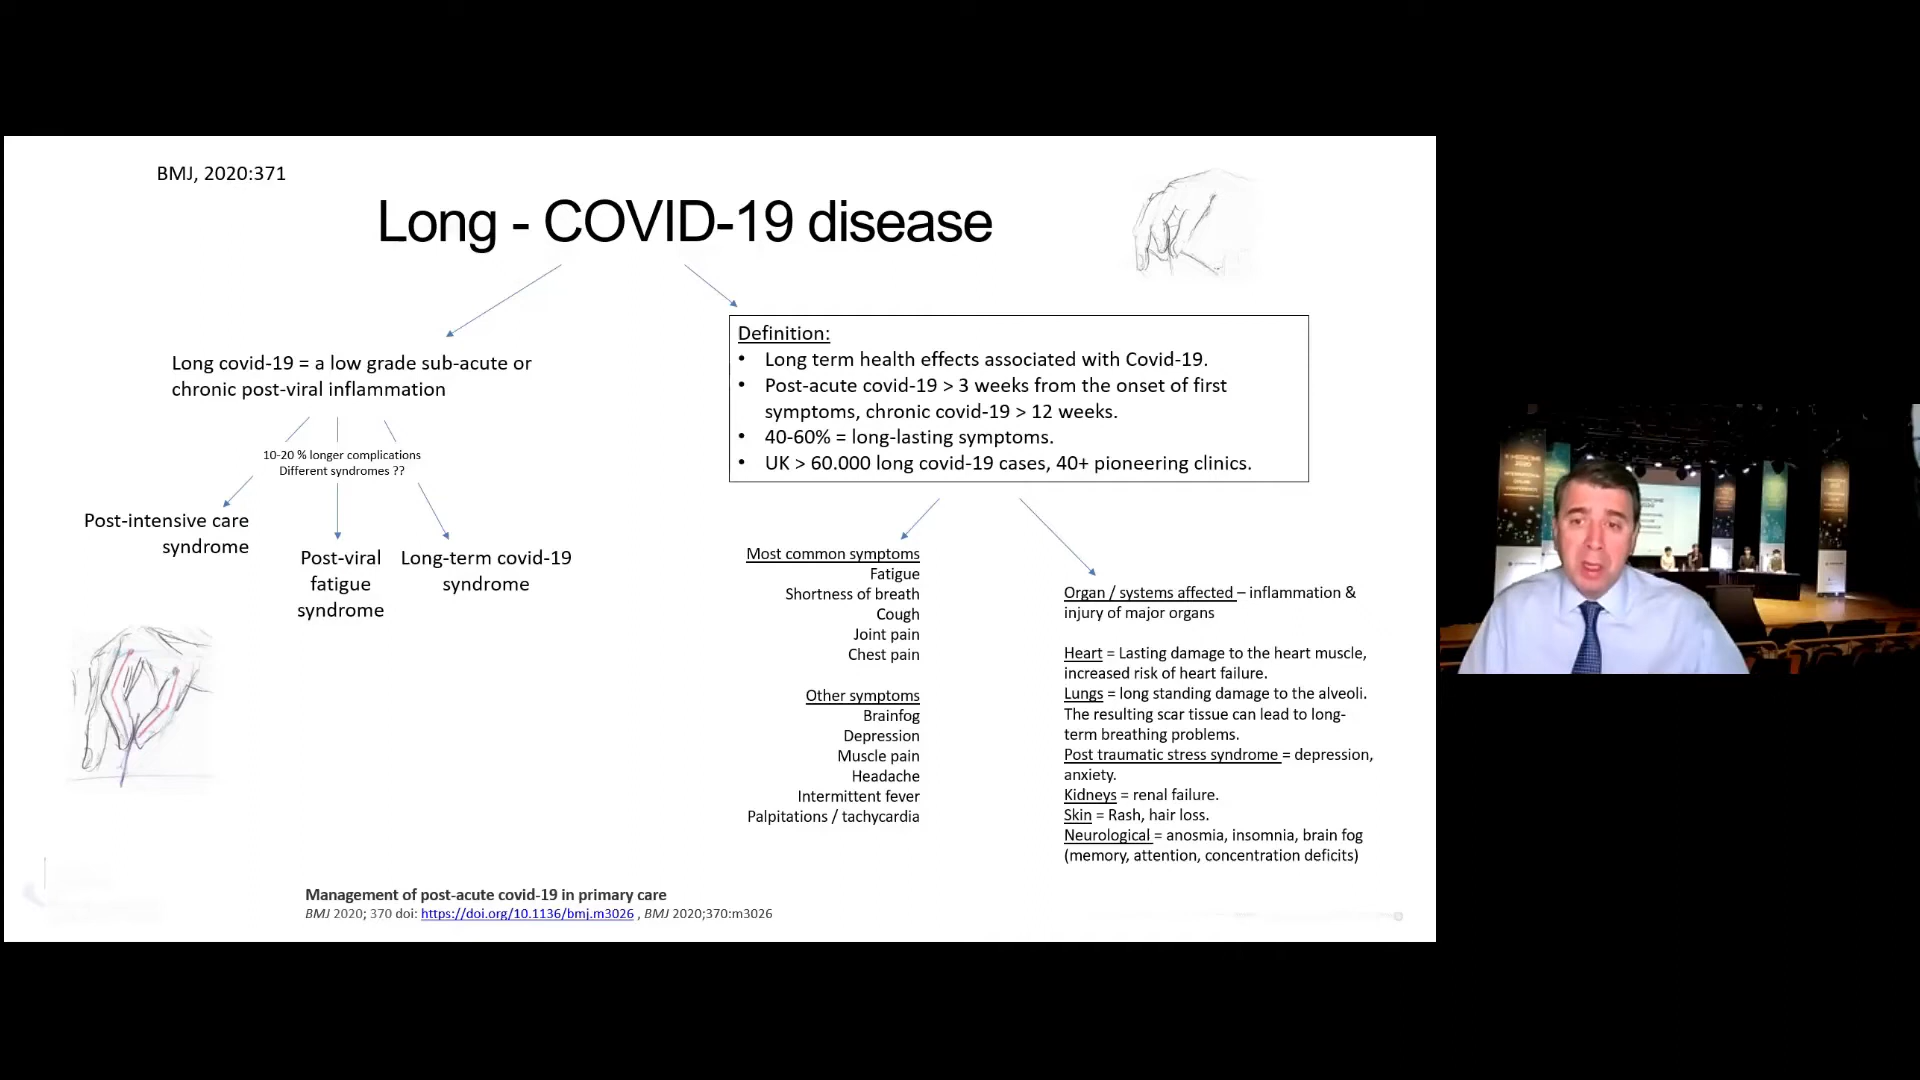 BMJ, 2020:371
Long - COVID-19 disease
Long covid-19 = a low grade sub-acute or
chronic post-viral inflammation
10-20 % longer complications
Different syndromes ??
Post-intensive care
syndrome
Post-viral
fatigue
syndrome
Long-term covid-19
syndrome
Definition:
• Long term health effects associated with Covid-19.
• Post-acute covid-19 > 3 weeks from the onset of first
symptoms, chronic covid-19 > 12 weeks.
• 40-60% = long-lasting symptoms.
• UK > 60.000 long covid-19 cases, 40+ pioneering clinics.
Most common symptoms
Fatigue
Shortness of breath
Cough
Joint pain
Chest pain
Other symptoms
Brainfog
Depression
Muscle pain
Headache
Intermittent fever
Palpitations / tachycardia
Organ / systems affected – inflammation &
injury of major organs
Heart = Lasting damage to the heart muscle,
increased risk of heart failure.
Lungs = long standing damage to the alveoli.
The resulting scar tissue can lead to long-
term breathing problems.
Post traumatic stress syndrome = depression,
anxiety.
Kidneys = renal failure.
Skin = Rash, hair loss.
Neurological = anosmia, insomnia, brain fog
(memory, attention, concentration deficits)
Management of post-acute covid-19 in primary care
BMJ 2020; 370 doi: https://doi.org/10.1136/bmj.m3026 , BMJ 2020;370:m3026